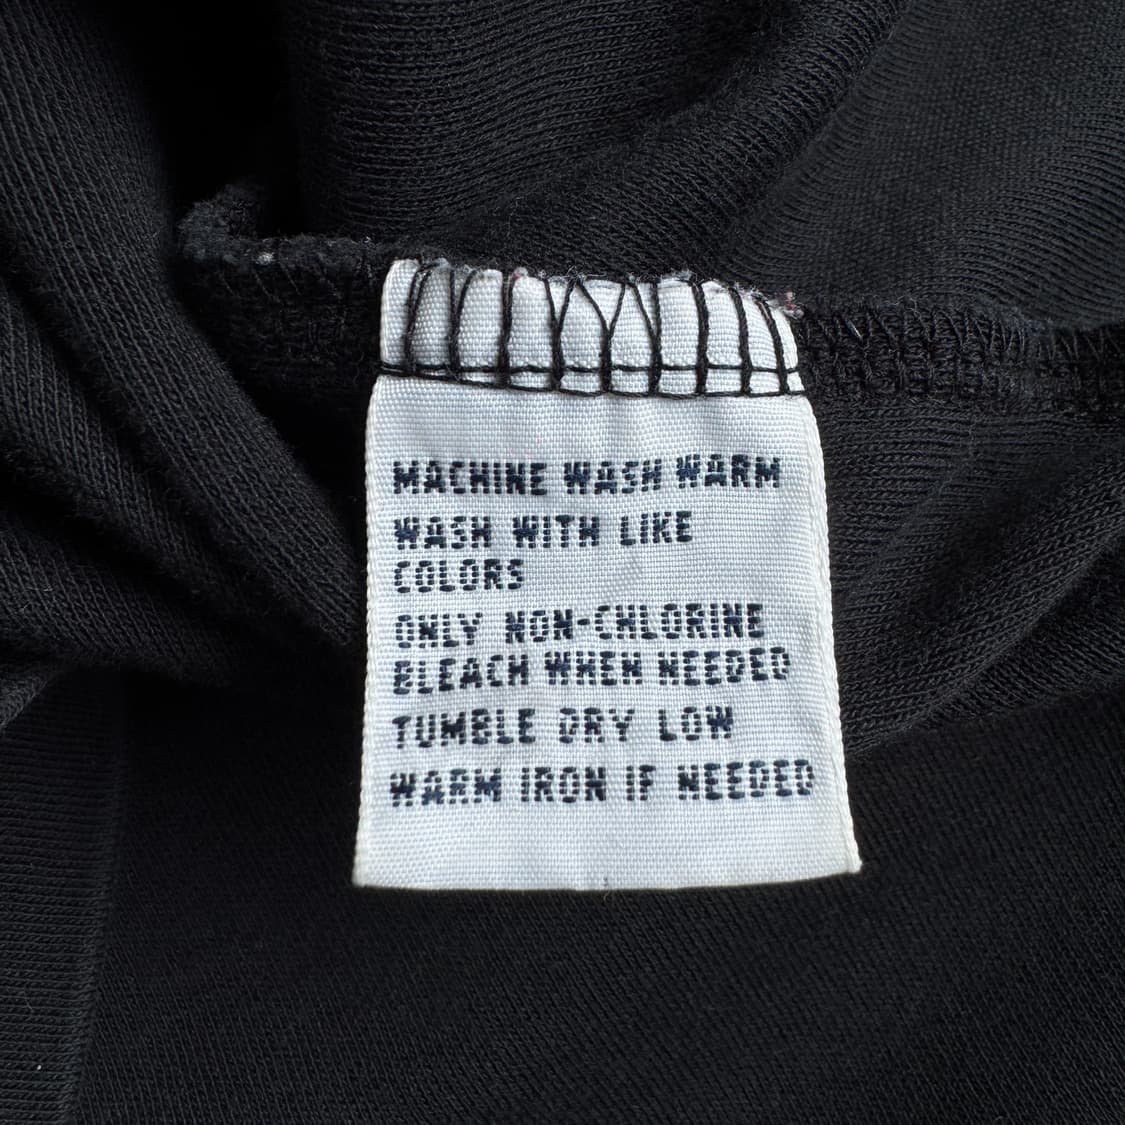 MACHINE WASH WARM
WASH WITH LIKE
COLORS
ONLY NON-CHLORINE
BLEACH WHEN NEEDED
TUMBLE DRY LOW
WARM IRON IF NEEDED